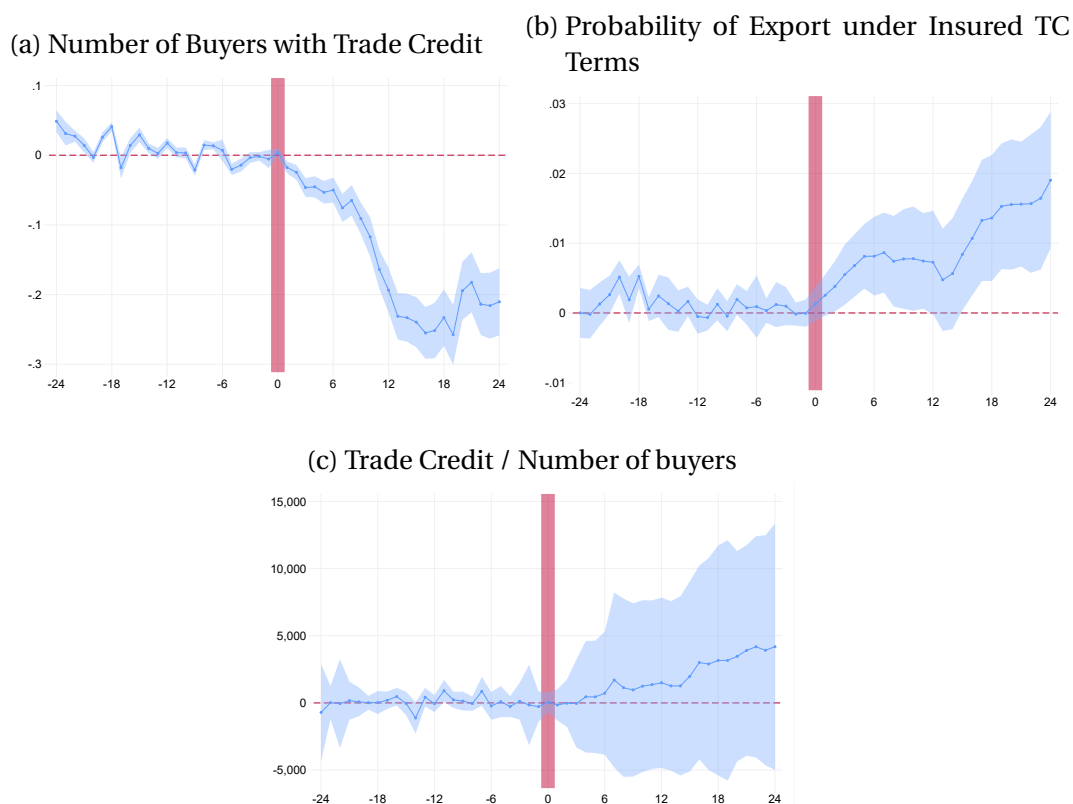 (a) Number of Buyers with Trade Credit
.1
0
-.1
-.2
-.3
-24 -18 -12 -6 0 6 12 18 24
(b) Probability of Export under Insured TC
Terms
.03
.02
.01
0
-.01
-24 -18 -12 -6 0 6 12 18 24
(c) Trade Credit / Number of buyers
15,000
10,000
5,000
0
-5,000
-24 -18 -12 -6 0 6 12 18 24